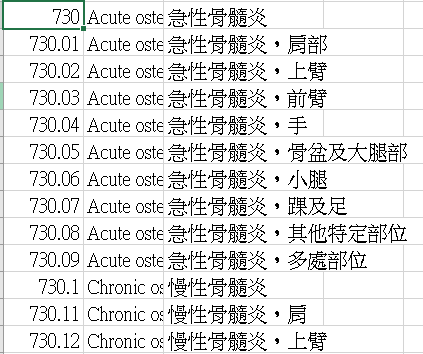 730 Acute oste 急性骨髓炎
730.01 Acute oste 急性骨髓炎，肩部
730.02 Acute oste 急性骨髓炎，上臂
730.03 Acute oste 急性骨髓炎，前臂
730.04 Acute oste 急性骨髓炎，手
730.05 Acute oste 急性骨髓炎，骨盆及大腿部
730.06 Acute oste 急性骨髓炎，小腿
730.07 Acute oste 急性骨髓炎，踝及足
730.08 Acute oste 急性骨髓炎，其他特定部位
730.09 Acute oste 急性骨髓炎，多處部位
730.1 Chronic os 慢性骨髓炎
730.11 Chronic os 慢性骨髓炎，肩
730.12 Chronic os 慢性骨髓炎，上臂